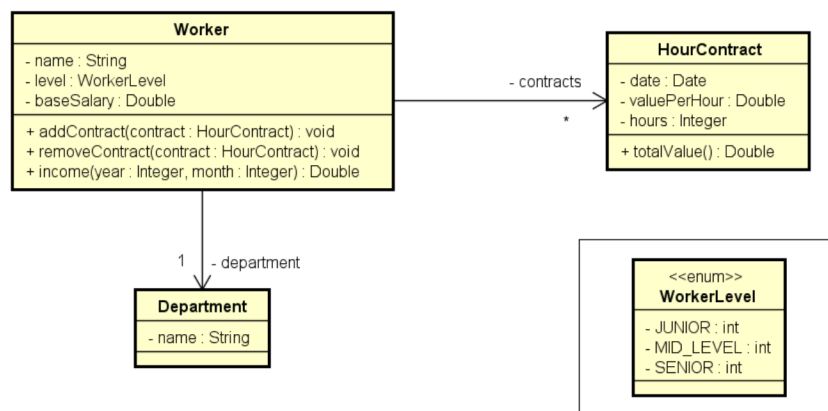 Worker
- name : String
- level : WorkerLevel
- baseSalary : Double
+ addContract(contract : HourContract) : void
+ removeContract(contract : HourContract) : void
+ income(year : Integer, month : Integer) : Double
- contracts
*
HourContract
- date : Date
- valuePerHour : Double
- hours : Integer
+ totalValue() : Double
1
- department
Department
- name : String
<<enum>>
WorkerLevel
- JUNIOR : int
- MID_LEVEL : int
- SENIOR : int